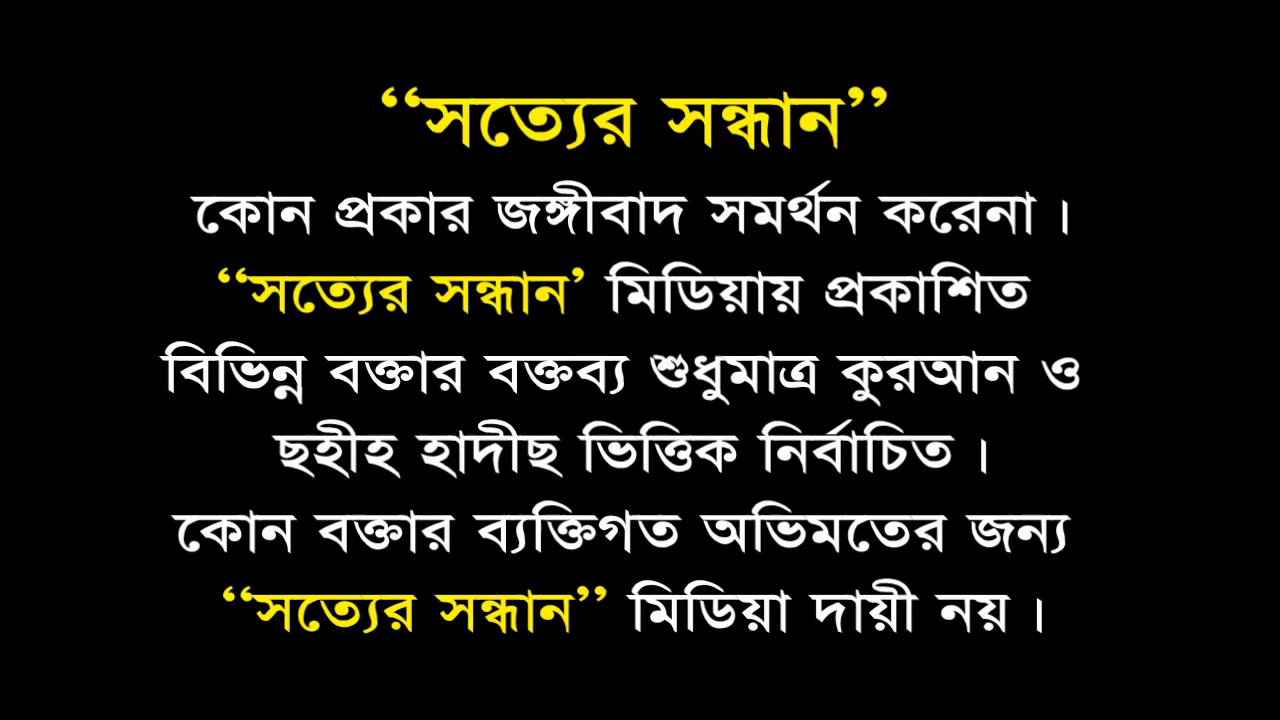 “সত্যের সন্ধান”
কোন প্রকার জঙ্গীবাদ সমর্থন করেনা।
“সত্যের সন্ধান’ মিডিয়ায় প্রকাশিত
বিভিন্ন বক্তার বক্তব্য শুধুমাত্র কুরআন ও
ছহীহ হাদীছ ভিত্তিক নির্বাচিত।
কোন বক্তার ব্যক্তিগত অভিমতের জন্য
“সত্যের সন্ধান” মিডিয়া দায়ী নয়।